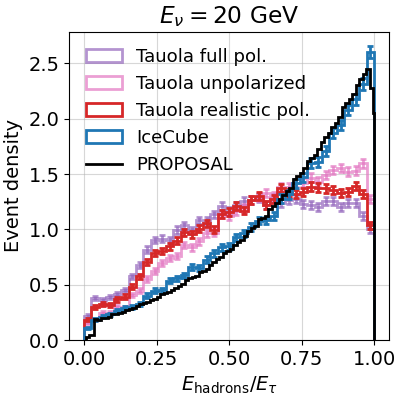 E_ν = 20 GeV
Tauola full pol.
Tauola unpolarized
Tauola realistic pol.
IceCube
PROPOSAL
Event density
2.5
2.0
1.5
1.0
0.5
0.0
0.00 0.25 0.50 0.75 1.00
E_hadrons/E_τ